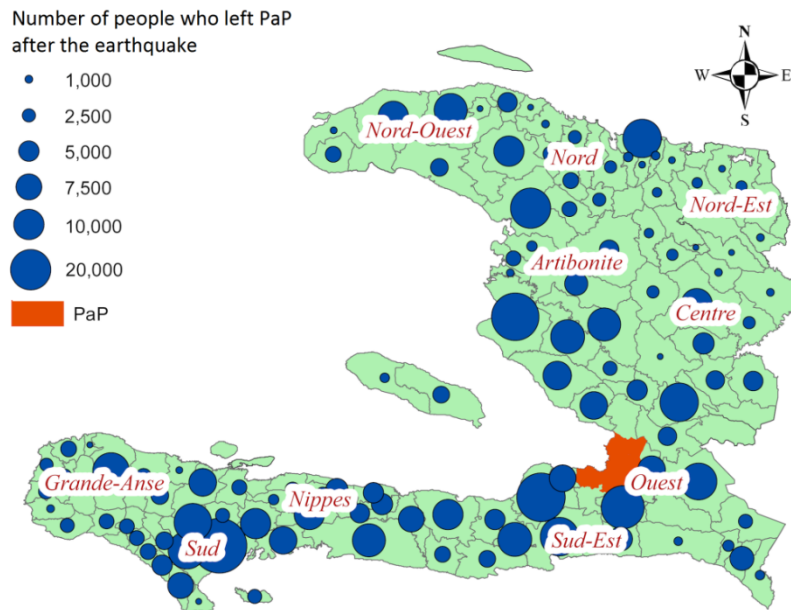 Number of people who left PaP
after the earthquake
1,000
2,500
5,000
7,500
10,000
20,000
PaP
N
W E
S
Nord-Ouest
Nord
Nord-Est
Artibonite
Centre
Grande-Anse
Nippes
Ouest
Sud
Sud-Est